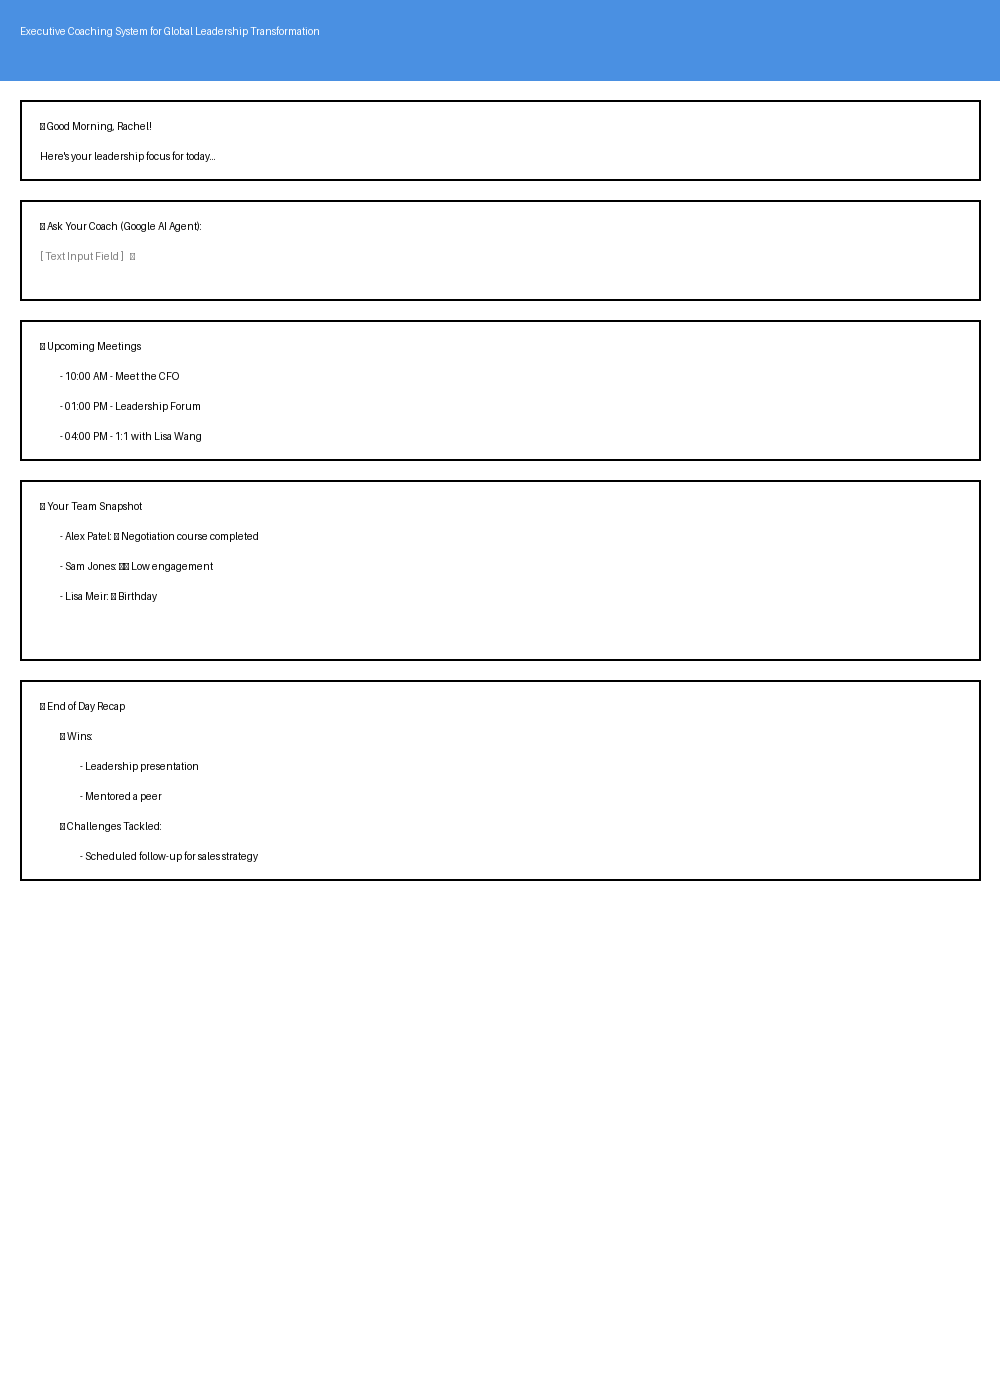 Executive Coaching System for Global Leadership Transformation
Good Morning, Rachel!
Here's your leadership focus for today...
Ask Your Coach (Google AI Agent):
[ Text Input Field ]
Upcoming Meetings
- 10:00 AM - Meet the CFO
- 01:00 PM - Leadership Forum
- 04:00 PM - 1:1 with Lisa Wang
Your Team Snapshot
- Alex Patel: Negotiation course completed
- Sam Jones: Low engagement
- Lisa Meir: Birthday
End of Day Recap
Wins:
- Leadership presentation
- Mentored a peer
Challenges Tackled:
- Scheduled follow-up for sales strategy